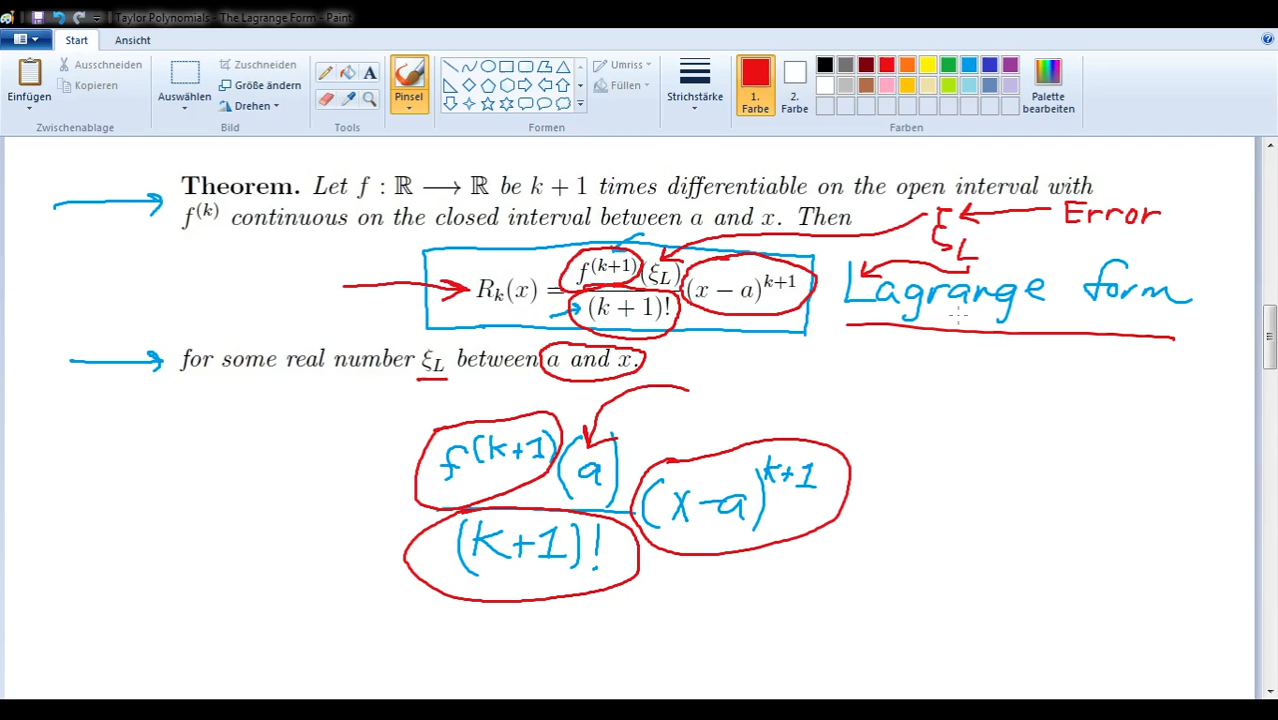 Taylor Polynomials - The Lagrange Form - Paint
Start Ansicht
Einfügen
Ausschneiden
Kopieren
Zwischenablage
Auswählen
Zuschneiden
Größe ändern
Drehen
Bild
A
Tools
Pinsel
Umriss
Füllen
Formen
Strichstärke
1. Farbe
2. Farbe
Palette bearbeiten
Farben
Theorem. Let f : ℝ ⟶ ℝ be k + 1 times differentiable on the open interval with
f^(k) continuous on the closed interval between a and x. Then
Error
ξ_L
R_k(x) = f^(k+1)(ξ_L) / (k + 1)! (x − a)^(k+1)
Lagrange form
for some real number ξ_L between a and x.
f^(k+1)(a) / (k+1)! (x-a)^(k+1)